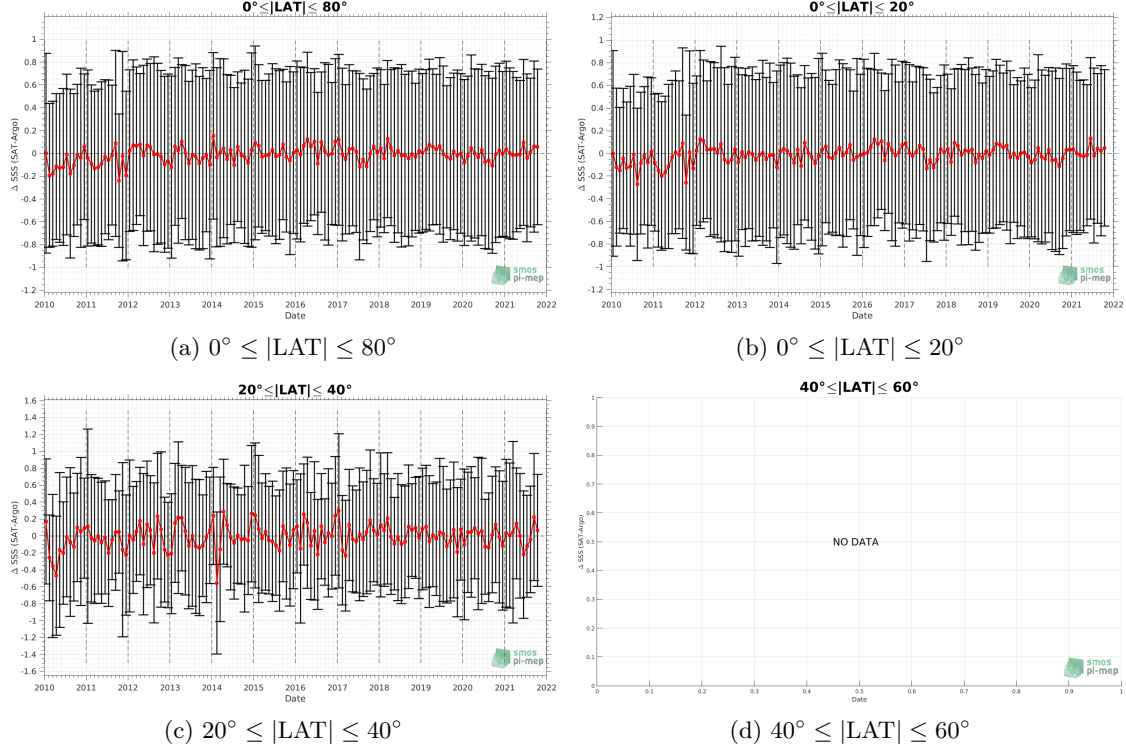 0°≤|LAT|≤ 80°
Δ SSS (SAT-Argo)
1
0.8
0.6
0.4
0.2
0
-0.2
-0.4
-0.6
-0.8
-1
-1.2
2010 2011 2012 2013 2014 2015 2016 2017 2018 2019 2020 2021 2022
Date
smos
pi-mep
(a) 0° ≤ |LAT| ≤ 80°
0°≤|LAT|≤ 20°
Δ SSS (SAT-Argo)
1.2
1
0.8
0.6
0.4
0.2
0
-0.2
-0.4
-0.6
-0.8
-1
-1.2
2010 2011 2012 2013 2014 2015 2016 2017 2018 2019 2020 2021 2022
Date
smos
pi-mep
(b) 0° ≤ |LAT| ≤ 20°
20°≤|LAT|≤ 40°
Δ SSS (SAT-Argo)
1.6
1.4
1.2
1
0.8
0.6
0.4
0.2
0
-0.2
-0.4
-0.6
-0.8
-1
-1.2
-1.4
-1.6
2010 2011 2012 2013 2014 2015 2016 2017 2018 2019 2020 2021 2022
Date
smos
pi-mep
(c) 20° ≤ |LAT| ≤ 40°
40°≤|LAT|≤ 60°
Δ SSS (SAT-Argo)
1
0.9
0.8
0.7
0.6
0.5
0.4
0.3
0.2
0.1
0
NO DATA
0 0.1 0.2 0.3 0.4 0.5 0.6 0.7 0.8 0.9 1
Date
smos
pi-mep
(d) 40° ≤ |LAT| ≤ 60°